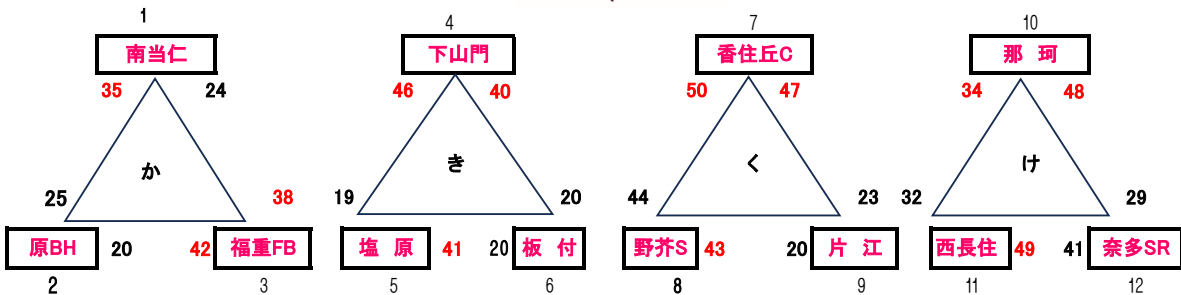 1 4 7 10
南当仁 下山門 香住丘C 那 珂
35 24 46 40 50 47 34 48
か き く け
25 38 19 20 44 23 32 29
原BH 20 42 福重FB 塩 原 41 20 板 付 野芥S 43 20 片 江 西長住 49 41 奈多SR
2 3 5 6 8 9 11 12